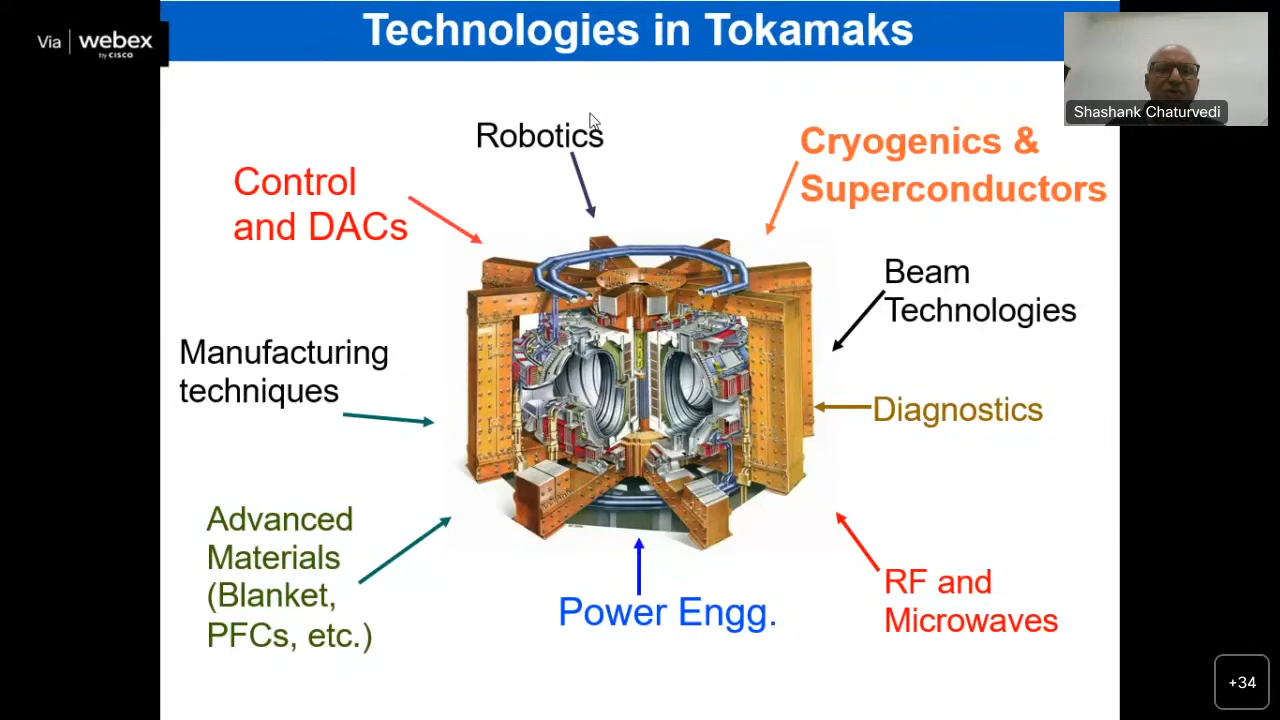 Via webex
by CISCO
Technologies in Tokamaks
Shashank Chaturvedi
Robotics
Cryogenics &
Superconductors
Control
and DACs
Beam
Technologies
Manufacturing
techniques
Diagnostics
Advanced
Materials
(Blanket,
PFCs, etc.)
Power Engg.
RF and
Microwaves
+34